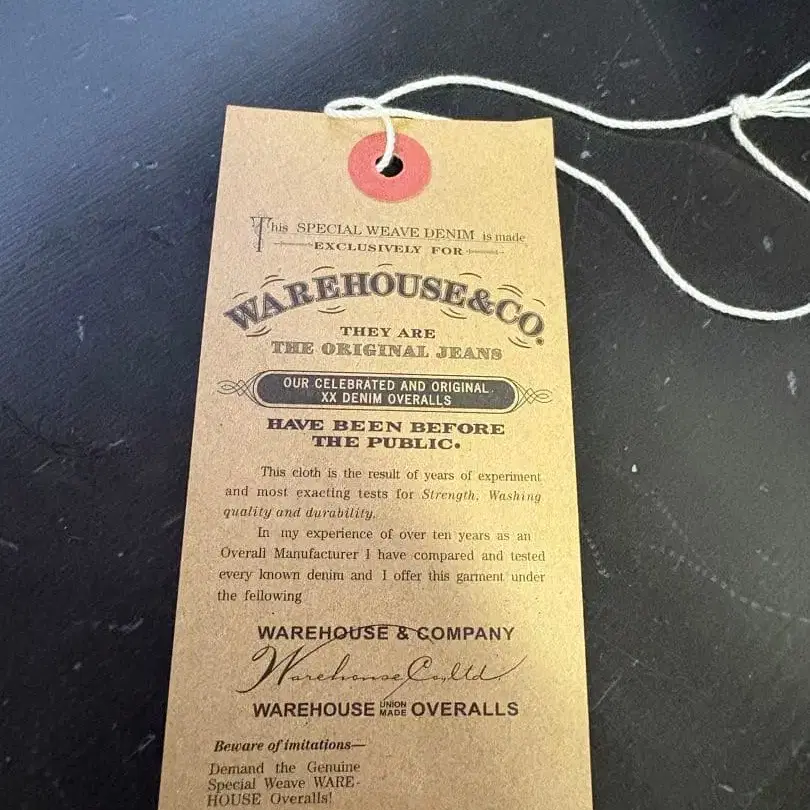 This SPECIAL WEAVE DENIM is made
EXCLUSIVELY FOR
WAREHOUSE & CO.
THEY ARE
THE ORIGINAL JEANS
OUR CELEBRATED AND ORIGINAL.
XX DENIM OVERALLS
HAVE BEEN BEFORE
THE PUBLIC.
This cloth is the result of years of experiment
and most exacting tests for Strength, Washing
quality and durability.
In my experience of over ten years as an
Overall Manufacturer I have compared and tested
every known denim and I offer this garment under
the fellowing
WAREHOUSE & COMPANY
Warehouse Co,ltd
WAREHOUSE UNION MADE OVERALLS
Beware of imitations—
Demand the Genuine
Special Weave WARE-
HOUSE Overalls!